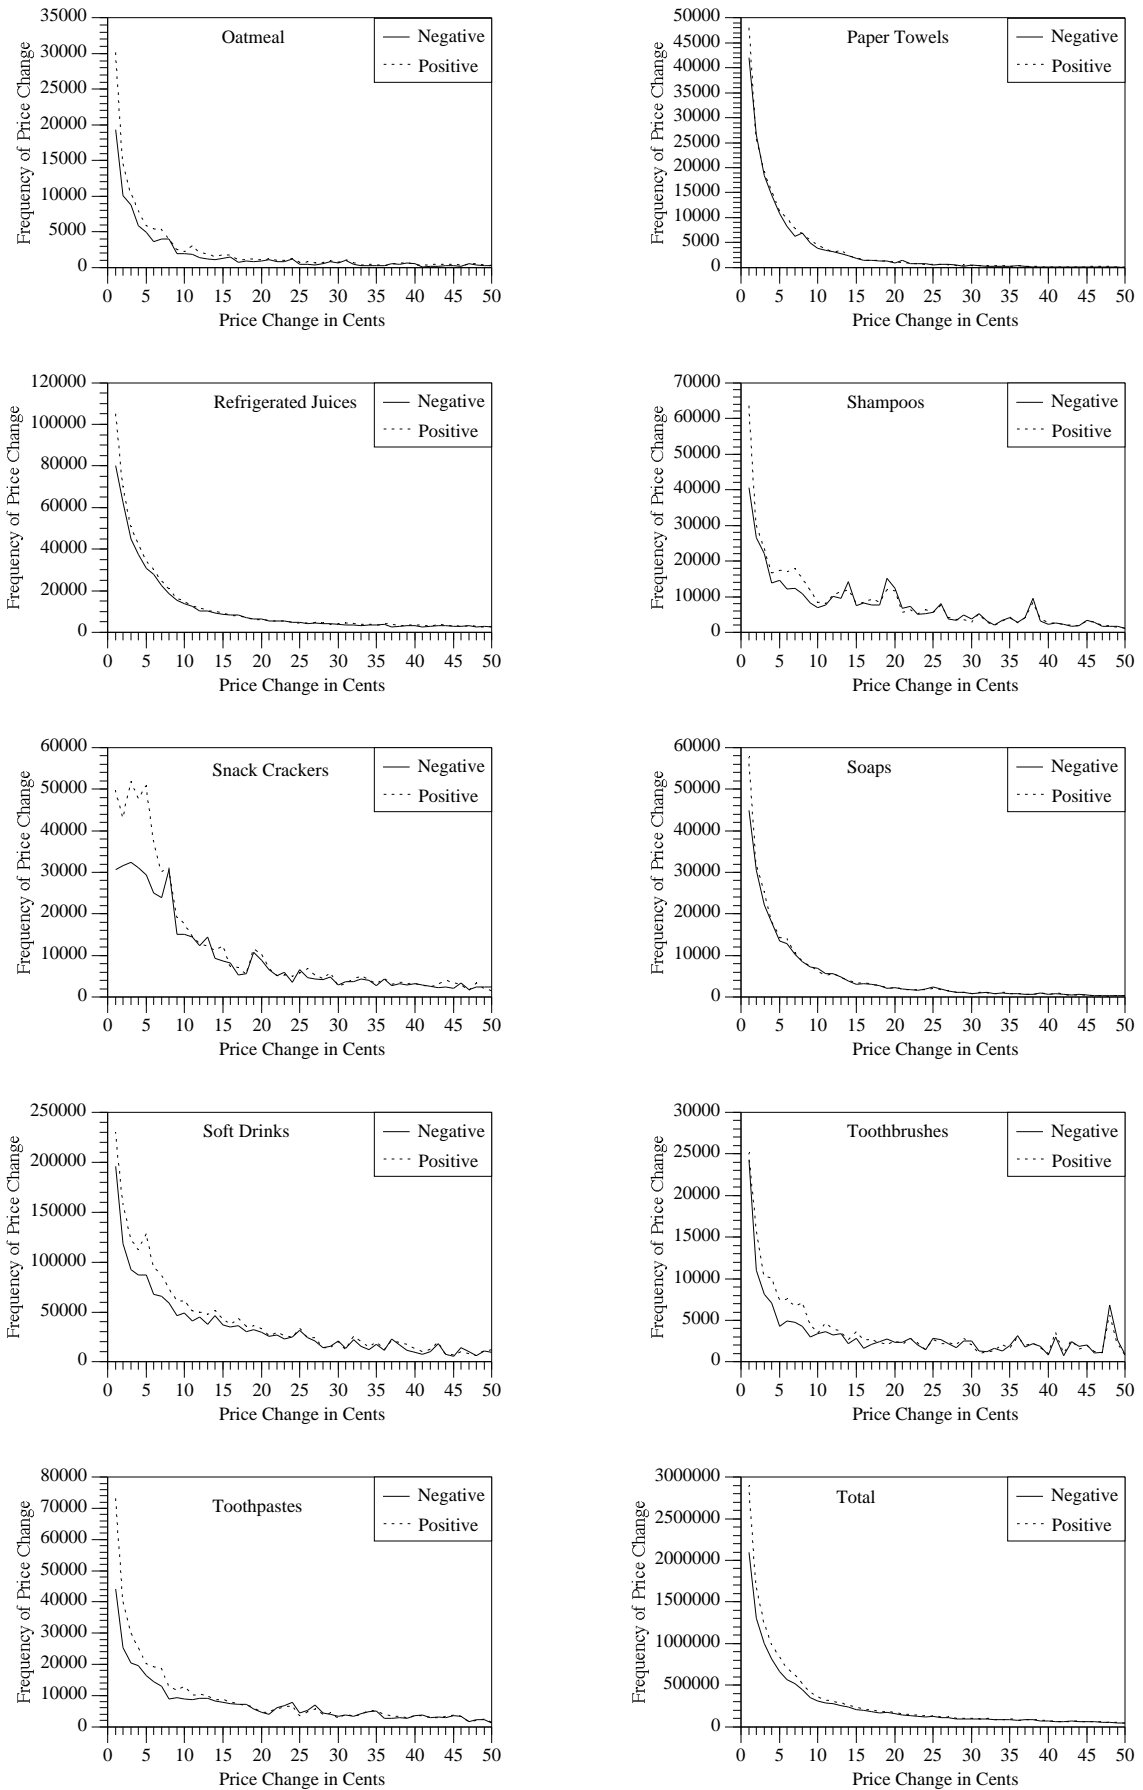 35000
30000
25000
20000
15000
10000
5000
0
Frequency of Price Change
Oatmeal
Negative
Positive
0 5 10 15 20 25 30 35 40 45 50
Price Change in Cents
50000
45000
40000
35000
30000
25000
20000
15000
10000
5000
0
Frequency of Price Change
Paper Towels
Negative
Positive
0 5 10 15 20 25 30 35 40 45 50
Price Change in Cents
120000
100000
80000
60000
40000
20000
0
Frequency of Price Change
Refrigerated Juices
Negative
Positive
0 5 10 15 20 25 30 35 40 45 50
Price Change in Cents
70000
60000
50000
40000
30000
20000
10000
0
Frequency of Price Change
Shampoos
Negative
Positive
0 5 10 15 20 25 30 35 40 45 50
Price Change in Cents
60000
50000
40000
30000
20000
10000
0
Frequency of Price Change
Snack Crackers
Negative
Positive
0 5 10 15 20 25 30 35 40 45 50
Price Change in Cents
60000
50000
40000
30000
20000
10000
0
Frequency of Price Change
Soaps
Negative
Positive
0 5 10 15 20 25 30 35 40 45 50
Price Change in Cents
250000
200000
150000
100000
50000
0
Frequency of Price Change
Soft Drinks
Negative
Positive
0 5 10 15 20 25 30 35 40 45 50
Price Change in Cents
30000
25000
20000
15000
10000
5000
0
Frequency of Price Change
Toothbrushes
Negative
Positive
0 5 10 15 20 25 30 35 40 45 50
Price Change in Cents
80000
70000
60000
50000
40000
30000
20000
10000
0
Frequency of Price Change
Toothpastes
Negative
Positive
0 5 10 15 20 25 30 35 40 45 50
Price Change in Cents
3000000
2500000
2000000
1500000
1000000
500000
0
Frequency of Price Change
Total
Negative
Positive
0 5 10 15 20 25 30 35 40 45 50
Price Change in Cents